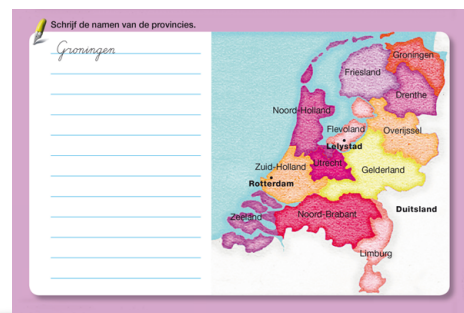 Schrijf de namen van de provincies.
Groningen
Groningen
Friesland
Drenthe
Noord-Holland
Flevoland
Overijssel
Lelystad
Zuid-Holland
Utrecht
Gelderland
Rotterdam
Zeeland
Noord-Brabant
Duitsland
Limburg